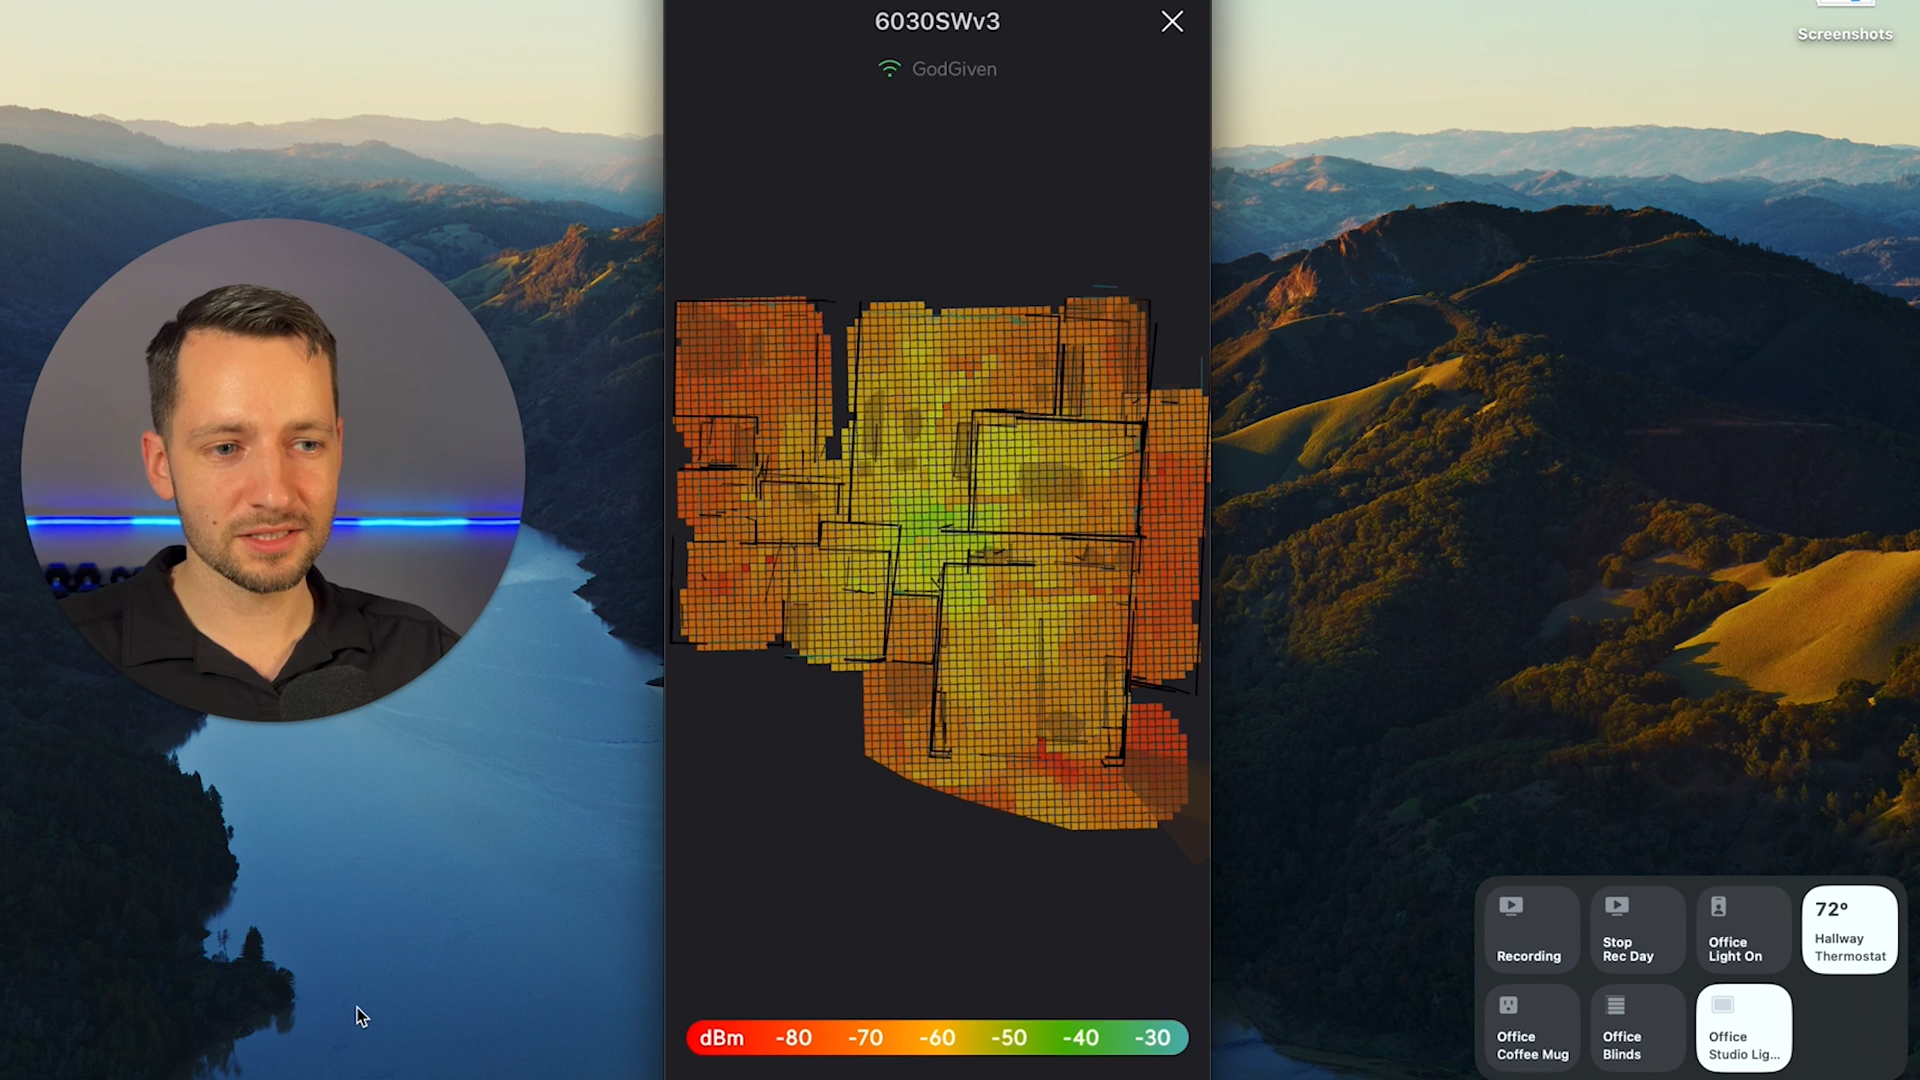 6030SWv3
GodGiven
Screenshots
dBm -80 -70 -60 -50 -40 -30
Recording
Stop
Rec Day
Office
Light On
72°
Hallway
Thermostat
Office
Coffee Mug
Office
Blinds
Office
Studio Lig...